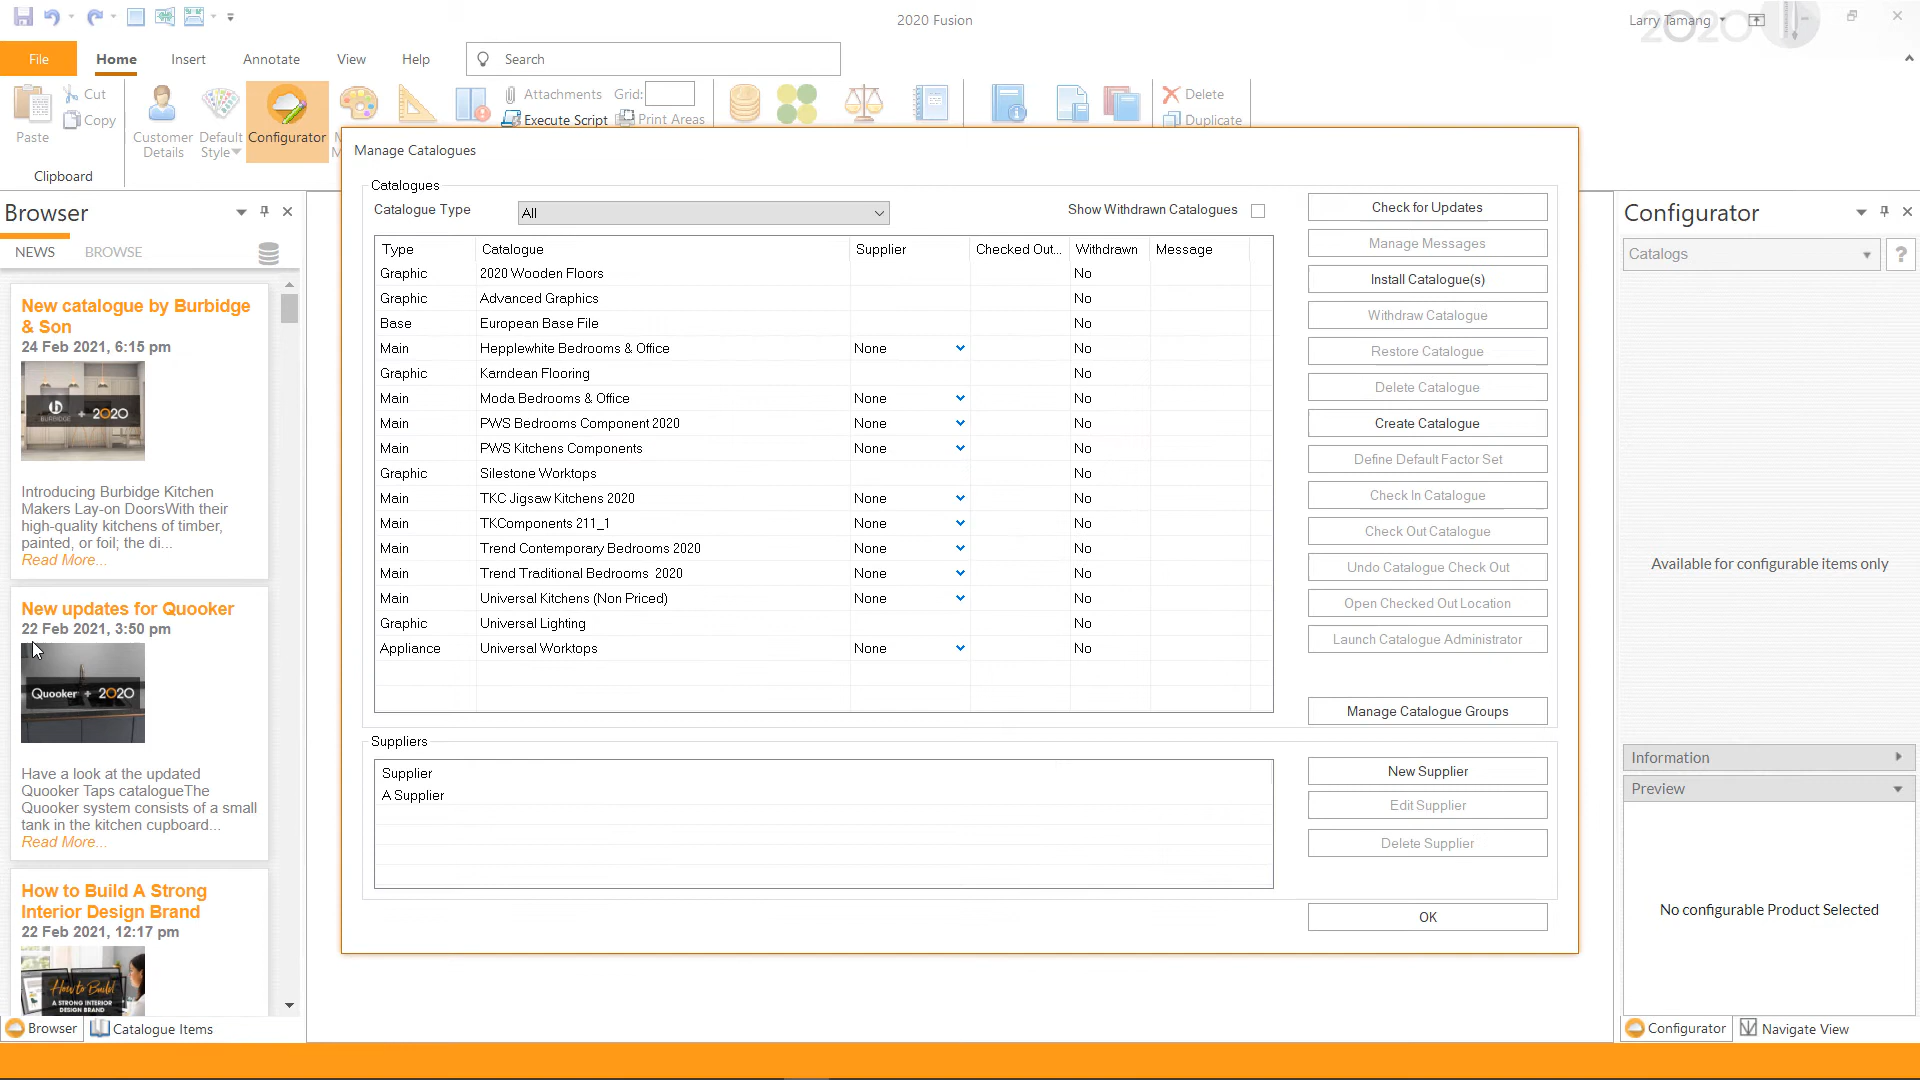 2020 Fusion
Larry Tamang
2020
File
Home
Insert
Annotate
View
Help
Search
Paste
Cut
Copy
Clipboard
Customer
Details
Default
Style
Configurator
Attachments
Grid:
Execute Script
Print Areas
Delete
Duplicate
Browser
NEWS
BROWSE
New catalogue by Burbidge
& Son
24 Feb 2021, 6:15 pm
BURBIDGE + 2020
Introducing Burbidge Kitchen
Makers Lay-on DoorsWith their
high-quality kitchens of timber,
painted, or foil; the di...
Read More...
New updates for Quooker
22 Feb 2021, 3:50 pm
Quooker + 2020
Have a look at the updated
Quooker Taps catalogueThe
Quooker system consists of a small
tank in the kitchen cupboard...
Read More...
How to Build A Strong
Interior Design Brand
22 Feb 2021, 12:17 pm
How to Build
A STRONG INTERIOR
DESIGN BRAND
Browser
Catalogue Items
Manage Catalogues
Catalogues
Catalogue Type
All
Show Withdrawn Catalogues
Type Catalogue Supplier Checked Out... Withdrawn Message
Graphic 2020 Wooden Floors No
Graphic Advanced Graphics No
Base European Base File No
Main Hepplewhite Bedrooms & Office None No
Graphic Karndean Flooring No
Main Moda Bedrooms & Office None No
Main PWS Bedrooms Component 2020 None No
Main PWS Kitchens Components None No
Graphic Silestone Worktops No
Main TKC Jigsaw Kitchens 2020 None No
Main TKComponents 211_1 None No
Main Trend Contemporary Bedrooms 2020 None No
Main Trend Traditional Bedrooms 2020 None No
Main Universal Kitchens (Non Priced) None No
Graphic Universal Lighting No
Appliance Universal Worktops None No
Check for Updates
Manage Messages
Install Catalogue(s)
Withdraw Catalogue
Restore Catalogue
Delete Catalogue
Create Catalogue
Define Default Factor Set
Check In Catalogue
Check Out Catalogue
Undo Catalogue Check Out
Open Checked Out Location
Launch Catalogue Administrator
Manage Catalogue Groups
Suppliers
Supplier
A Supplier
New Supplier
Edit Supplier
Delete Supplier
OK
Configurator
Catalogs
?
Available for configurable items only
Information
Preview
No configurable Product Selected
Configurator
Navigate View